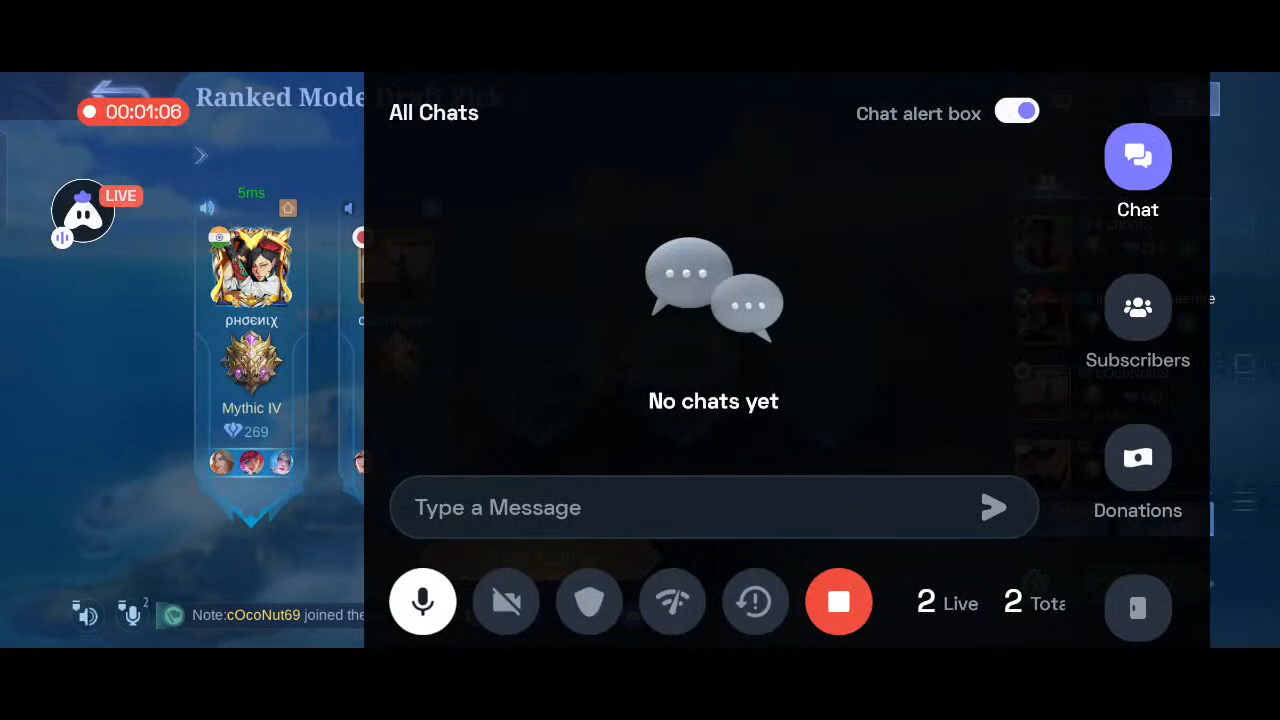 Ranked Mode
00:01:06
All Chats
Chat alert box
LIVE
5ms
Chat
ρнσєиιχ
Mythic IV
269
No chats yet
Subscribers
Type a Message
Donations
2
Note:cOcoNut69 joined the
2 Live
2 Tota